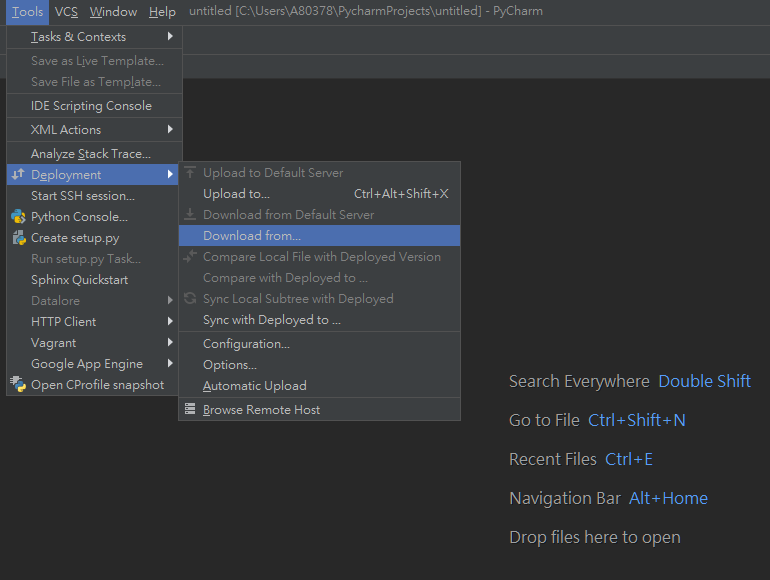 Tools VCS Window Help untitled [C:\Users\A80378\PycharmProjects\untitled] - PyCharm
Tasks & Contexts
Save as Live Template...
Save File as Template...
IDE Scripting Console
XML Actions
Analyze Stack Trace...
Deployment
Start SSH session...
Python Console...
Create setup.py
Run setup.py Task...
Sphinx Quickstart
Datalore
HTTP Client
Vagrant
Google App Engine
Open CProfile snapshot
Upload to Default Server
Upload to... Ctrl+Alt+Shift+X
Download from Default Server
Download from...
Compare Local File with Deployed Version
Compare with Deployed to ...
Sync Local Subtree with Deployed
Sync with Deployed to ...
Configuration...
Options...
Automatic Upload
Browse Remote Host
Search Everywhere Double Shift
Go to File Ctrl+Shift+N
Recent Files Ctrl+E
Navigation Bar Alt+Home
Drop files here to open